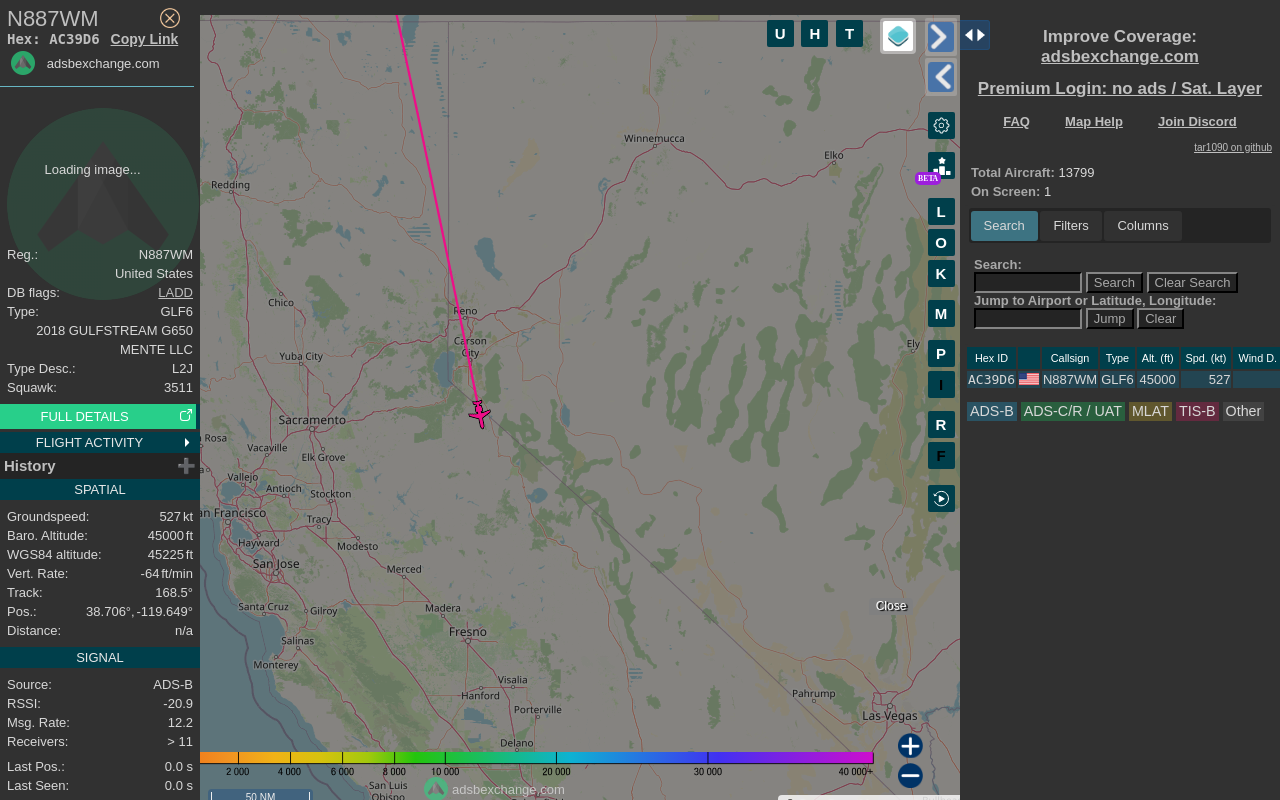 N887WM
Hex: AC39D6 Copy Link
adsbexchange.com
Loading image...
Reg.: N887WM
United States
DB flags: LADD
Type: GLF6
2018 GULFSTREAM G650
MENTE LLC
Type Desc.: L2J
Squawk: 3511
FULL DETAILS
FLIGHT ACTIVITY
History
SPATIAL
Groundspeed: 527 kt
Baro. Altitude: 45000 ft
WGS84 altitude: 45225 ft
Vert. Rate: -64 ft/min
Track: 168.5°
Pos.: 38.706°, -119.649°
Distance: n/a
SIGNAL
Source: ADS-B
RSSI: -20.9
Msg. Rate: 12.2
Receivers: > 11
Last Pos.: 0.0 s
Last Seen: 0.0 s
U H T
Winnemucca
Elko
Redding
BETA
L
O
K
M
P
I
R
F
Chico
Reno
Carson
City
Ely
Yuba City
Sacramento
Rosa
Vacaville
Elk Grove
Vallejo
Antioch
Stockton
an Francisco
Tracy
Hayward
Modesto
San Jose
Merced
Santa Cruz
Gilroy
Madera
Close
Salinas
Fresno
Monterey
Visalia
Hanford
Porterville
Pahrump
Las Vegas
Delano
2 000 4 000 6 000 8 000 10 000 20 000 30 000 40 000+
San Luis
Obispo
adsbexchange.com
50 NM
Improve Coverage:
adsbexchange.com
Premium Login: no ads / Sat. Layer
FAQ Map Help Join Discord
tar1090 on github
Total Aircraft: 13799
On Screen: 1
Search Filters Columns
Search:
Search Clear Search
Jump to Airport or Latitude, Longitude:
Jump Clear
Hex ID Callsign Type Alt. (ft) Spd. (kt) Wind D.
AC39D6 N887WM GLF6 45000 527
ADS-B ADS-C/R / UAT MLAT TIS-B Other